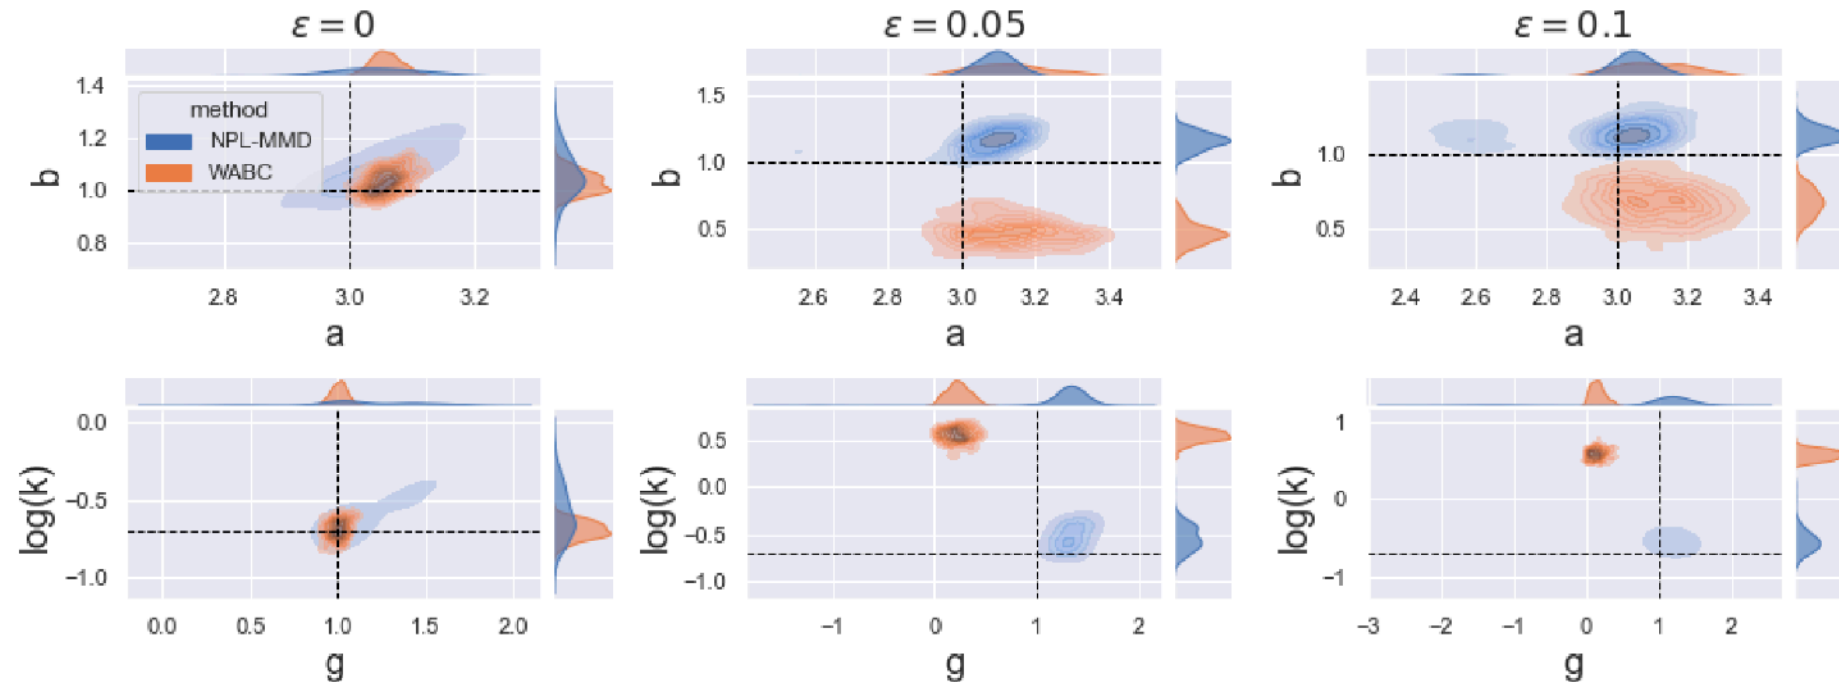 ε = 0
ε = 0.05
ε = 0.1
b
1.4
1.2
1.0
0.8
method
NPL-MMD
WABC
2.8
3.0
3.2
a
b
1.5
1.0
0.5
2.6
2.8
3.0
3.2
3.4
a
b
1.0
0.5
2.4
2.6
2.8
3.0
3.2
3.4
a
log(k)
0.0
−0.5
−1.0
0.0
0.5
1.0
1.5
2.0
g
log(k)
0.5
0.0
−0.5
−1.0
−1
0
1
2
g
log(k)
1
0
−1
−3
−2
−1
0
1
2
g